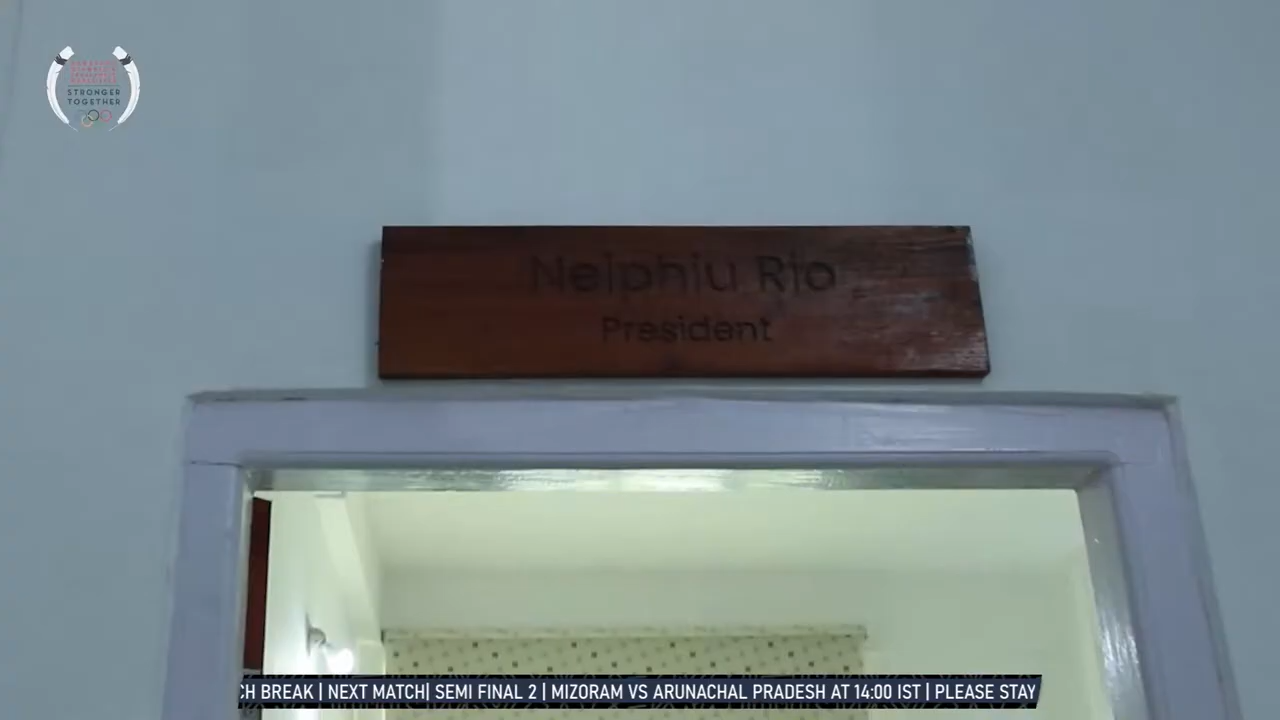 STRONGER
TOGETHER
Neiphiu Rio
President
CH BREAK | NEXT MATCH| SEMI FINAL 2 | MIZORAM VS ARUNACHAL PRADESH AT 14:00 IST | PLEASE STAY